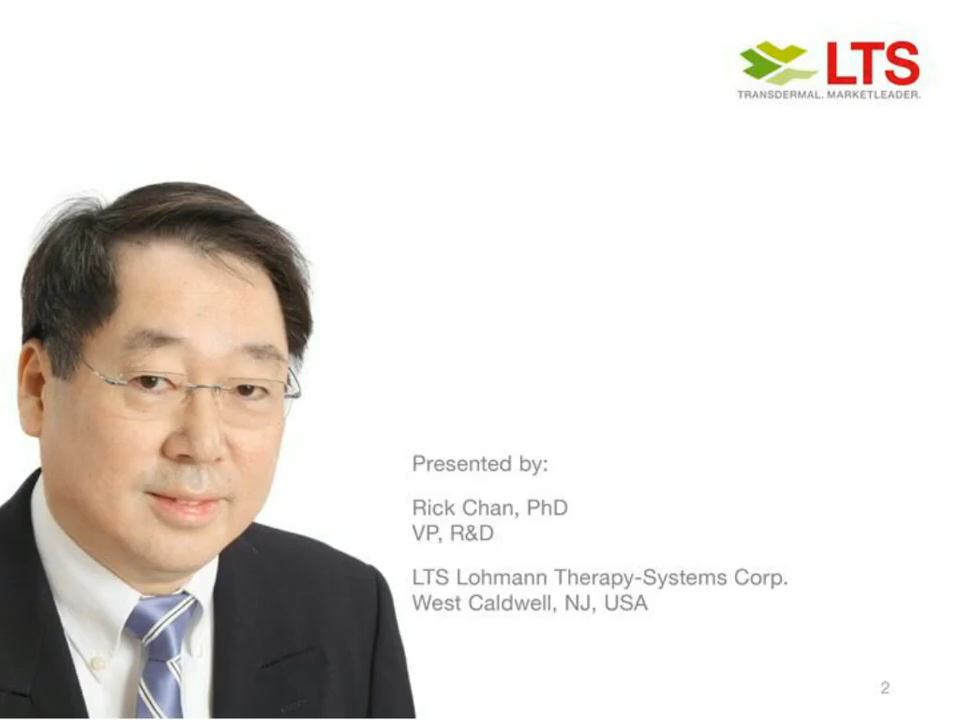 LTS
TRANSDERMAL. MARKETLEADER.
Presented by:
Rick Chan, PhD
VP, R&D
LTS Lohmann Therapy-Systems Corp.
West Caldwell, NJ, USA
2